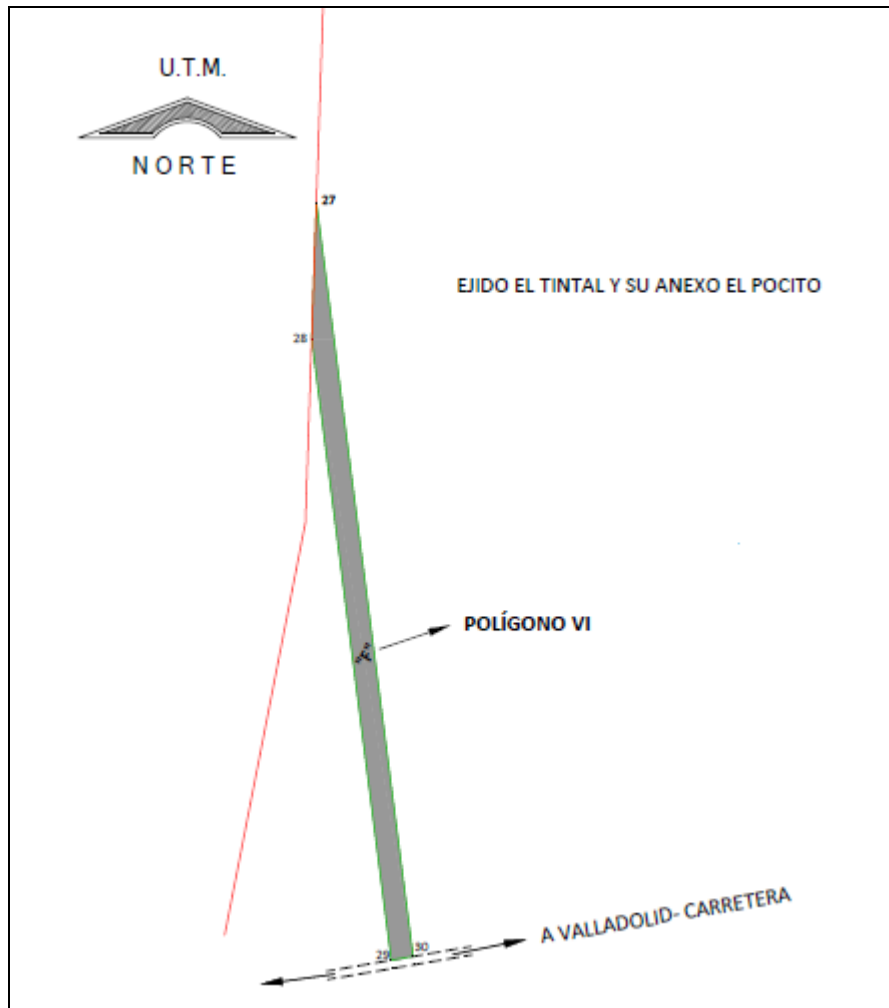 U.T.M.
NORTE
27
EJIDO EL TINTAL Y SU ANEXO EL POCITO
28
POLÍGONO VI
"F"
A VALLADOLID- CARRETERA
29
30